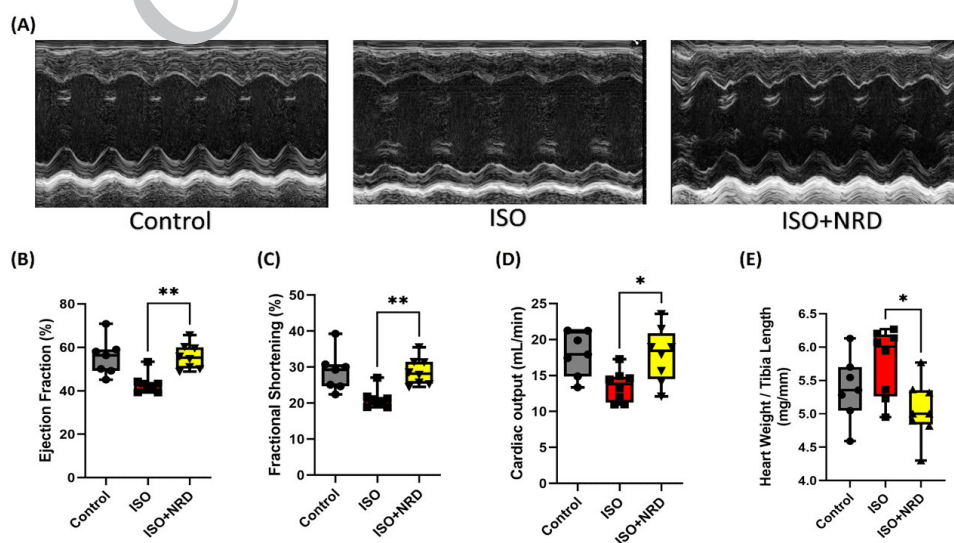 (A)
Control
ISO
ISO+NRD
(B)
Ejection Fraction (%)
80
60
40
20
0
**
Control
ISO
ISO+NRD
(C)
Fractional Shortening (%)
50
40
30
20
10
0
**
Control
ISO
ISO+NRD
(D)
Cardiac output (mL/min)
25
20
15
10
5
0
*
Control
ISO
ISO+NRD
(E)
Heart Weight / Tibia Length
(mg/mm)
6.5
6.0
5.5
5.0
4.5
4.0
*
Control
ISO
ISO+NRD